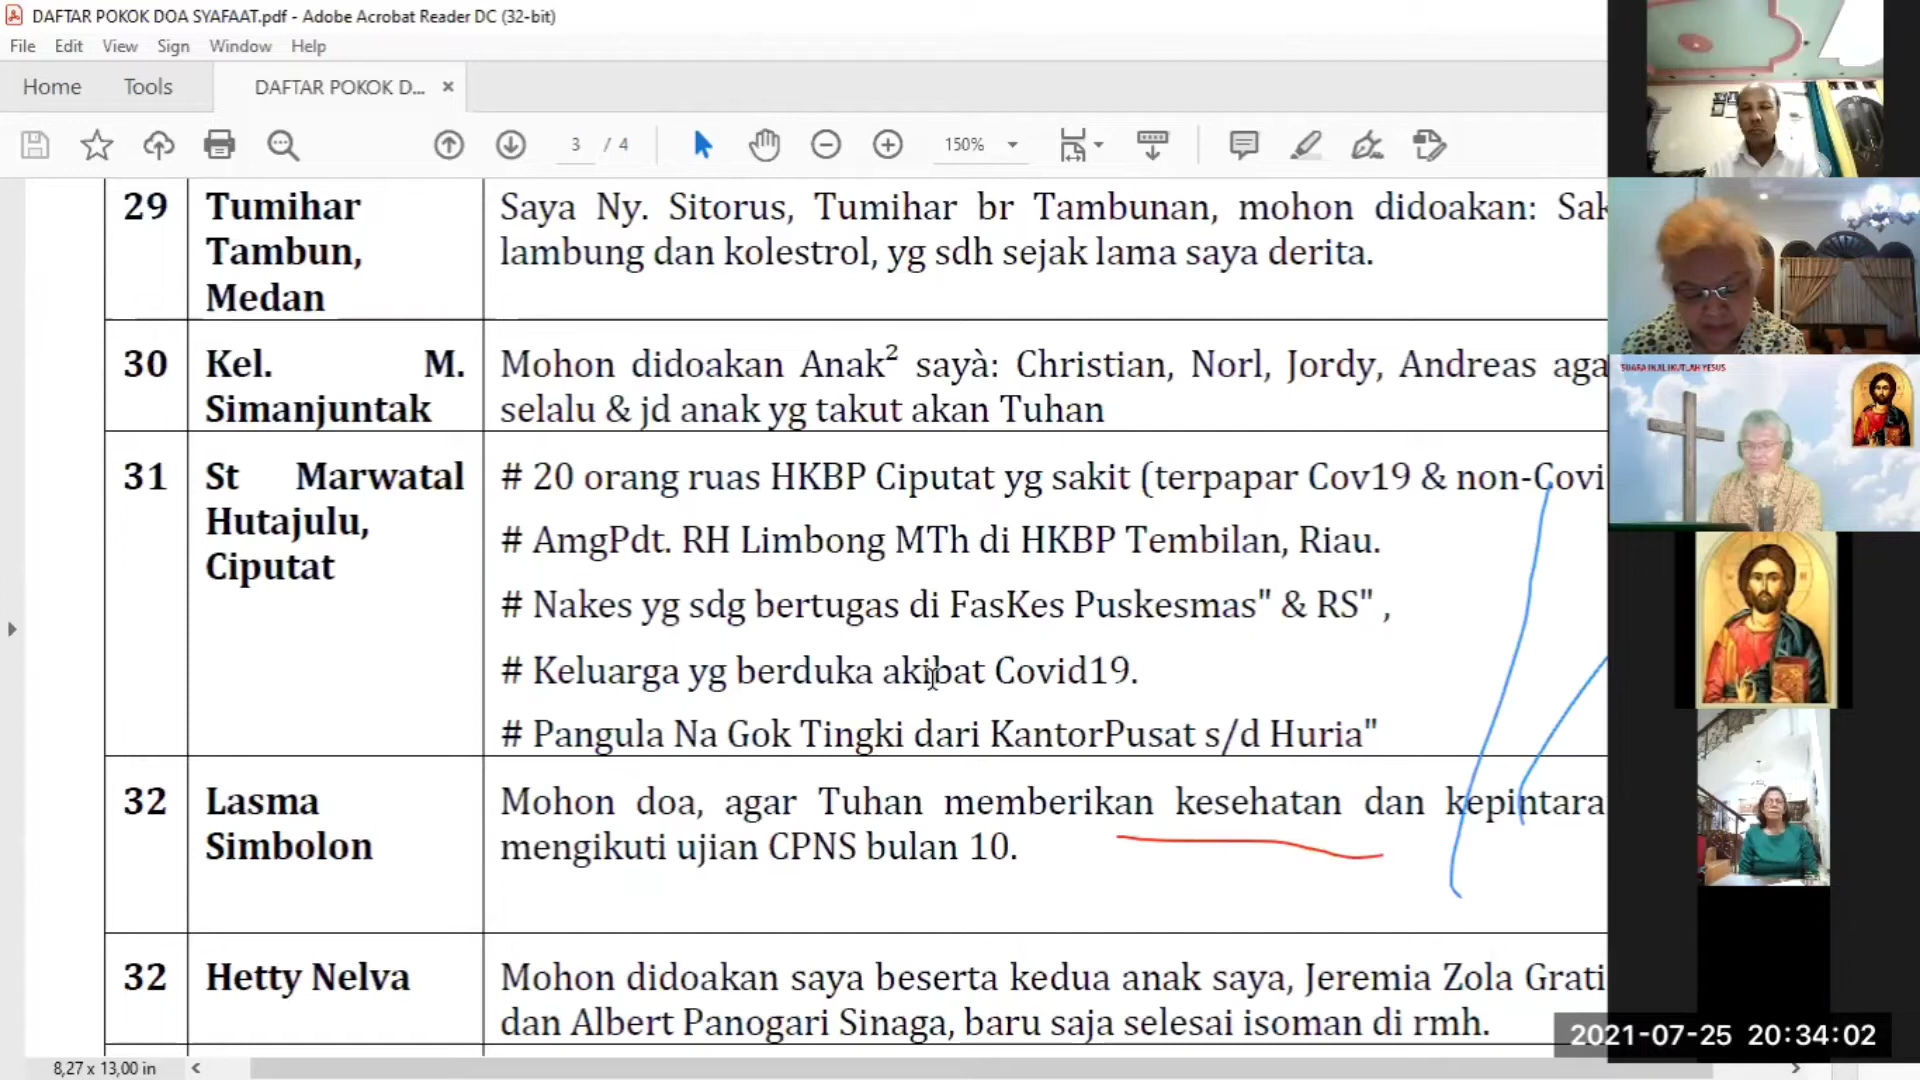 DAFTAR POKOK DOA SYAFAAT.pdf - Adobe Acrobat Reader DC (32-bit)
File Edit View Sign Window Help
Home Tools DAFTAR POKOK D... ×
3 / 4 150%
29 Tumihar Tambun, Medan
Saya Ny. Sitorus, Tumihar br Tambunan, mohon didoakan: Sak
lambung dan kolestrol, yg sdh sejak lama saya derita.
30 Kel. M. Simanjuntak
Mohon didoakan Anak² sayà: Christian, Norl, Jordy, Andreas aga
selalu & jd anak yg takut akan Tuhan
31 St Marwatal Hutajulu, Ciputat
# 20 orang ruas HKBP Ciputat yg sakit (terpapar Cov19 & non-Covi
# AmgPdt. RH Limbong MTh di HKBP Tembilan, Riau.
# Nakes yg sdg bertugas di FasKes Puskesmas" & RS" ,
# Keluarga yg berduka akibat Covid19.
# Pangula Na Gok Tingki dari KantorPusat s/d Huria"
32 Lasma Simbolon
Mohon doa, agar Tuhan memberikan kesehatan dan kepintara
mengikuti ujian CPNS bulan 10.
32 Hetty Nelva
Mohon didoakan saya beserta kedua anak saya, Jeremia Zola Grati
dan Albert Panogari Sinaga, baru saja selesai isoman di rmh.
8,27 x 13,00 in
SUARA INJIL IKUTLAH YESUS
2021-07-25 20:34:02